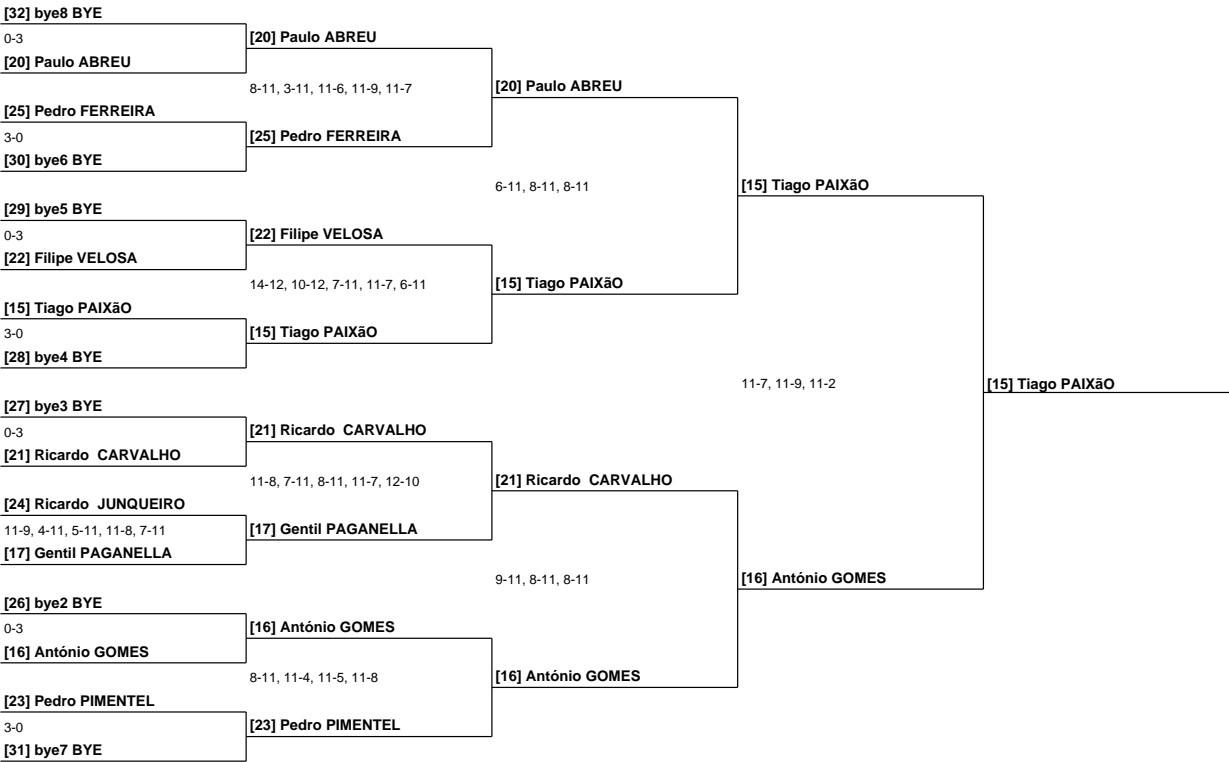 [32] bye8 BYE
0-3
[20] Paulo ABREU
[20] Paulo ABREU
8-11, 3-11, 11-6, 11-9, 11-7
[20] Paulo ABREU
[25] Pedro FERREIRA
3-0
[25] Pedro FERREIRA
[30] bye6 BYE
6-11, 8-11, 8-11
[15] Tiago PAIXãO
[29] bye5 BYE
0-3
[22] Filipe VELOSA
[22] Filipe VELOSA
14-12, 10-12, 7-11, 11-7, 6-11
[15] Tiago PAIXãO
[15] Tiago PAIXãO
3-0
[15] Tiago PAIXãO
[28] bye4 BYE
11-7, 11-9, 11-2
[15] Tiago PAIXãO
[27] bye3 BYE
0-3
[21] Ricardo  CARVALHO
[21] Ricardo  CARVALHO
11-8, 7-11, 8-11, 11-7, 12-10
[21] Ricardo  CARVALHO
[24] Ricardo  JUNQUEIRO
11-9, 4-11, 5-11, 11-8, 7-11
[17] Gentil PAGANELLA
[17] Gentil PAGANELLA
9-11, 8-11, 8-11
[16] António GOMES
[26] bye2 BYE
0-3
[16] António GOMES
[16] António GOMES
8-11, 11-4, 11-5, 11-8
[16] António GOMES
[23] Pedro PIMENTEL
3-0
[23] Pedro PIMENTEL
[31] bye7 BYE